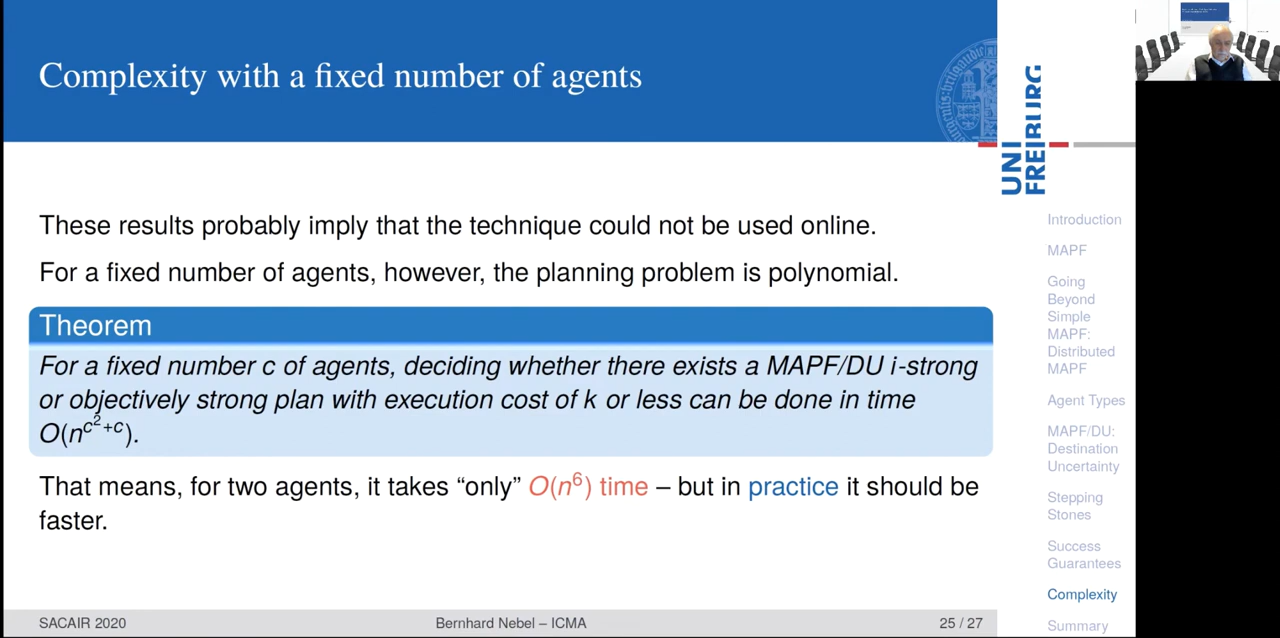 Complexity with a fixed number of agents
UNI
FREIBURG
These results probably imply that the technique could not be used online.
For a fixed number of agents, however, the planning problem is polynomial.
Theorem
For a fixed number c of agents, deciding whether there exists a MAPF/DU i-strong
or objectively strong plan with execution cost of k or less can be done in time
O(n^{c^2+c}).
That means, for two agents, it takes “only” O(n^6) time – but in practice it should be
faster.
Introduction
MAPF
Going
Beyond
Simple
MAPF:
Distributed
MAPF
Agent Types
MAPF/DU:
Destination
Uncertainty
Stepping
Stones
Success
Guarantees
Complexity
Summary
SACAIR 2020
Bernhard Nebel – ICMA
25 / 27